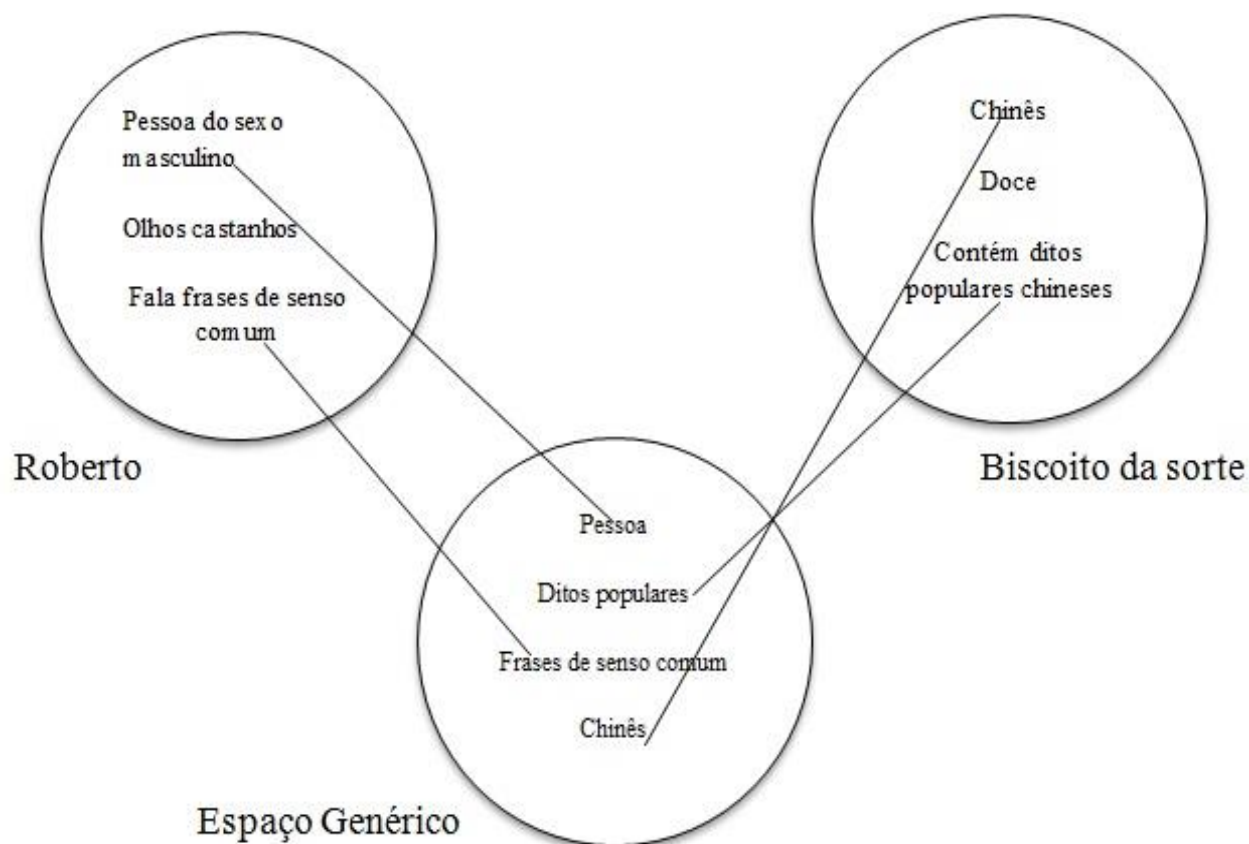 Pessoa do sexo
masculino
Olhos castanhos
Fala frases de senso
comum
Roberto
Chinês
Doce
Contém ditos
populares chineses
Biscoito da sorte
Pessoa
Ditos populares
Frases de senso comum
Chinês
Espaço Genérico